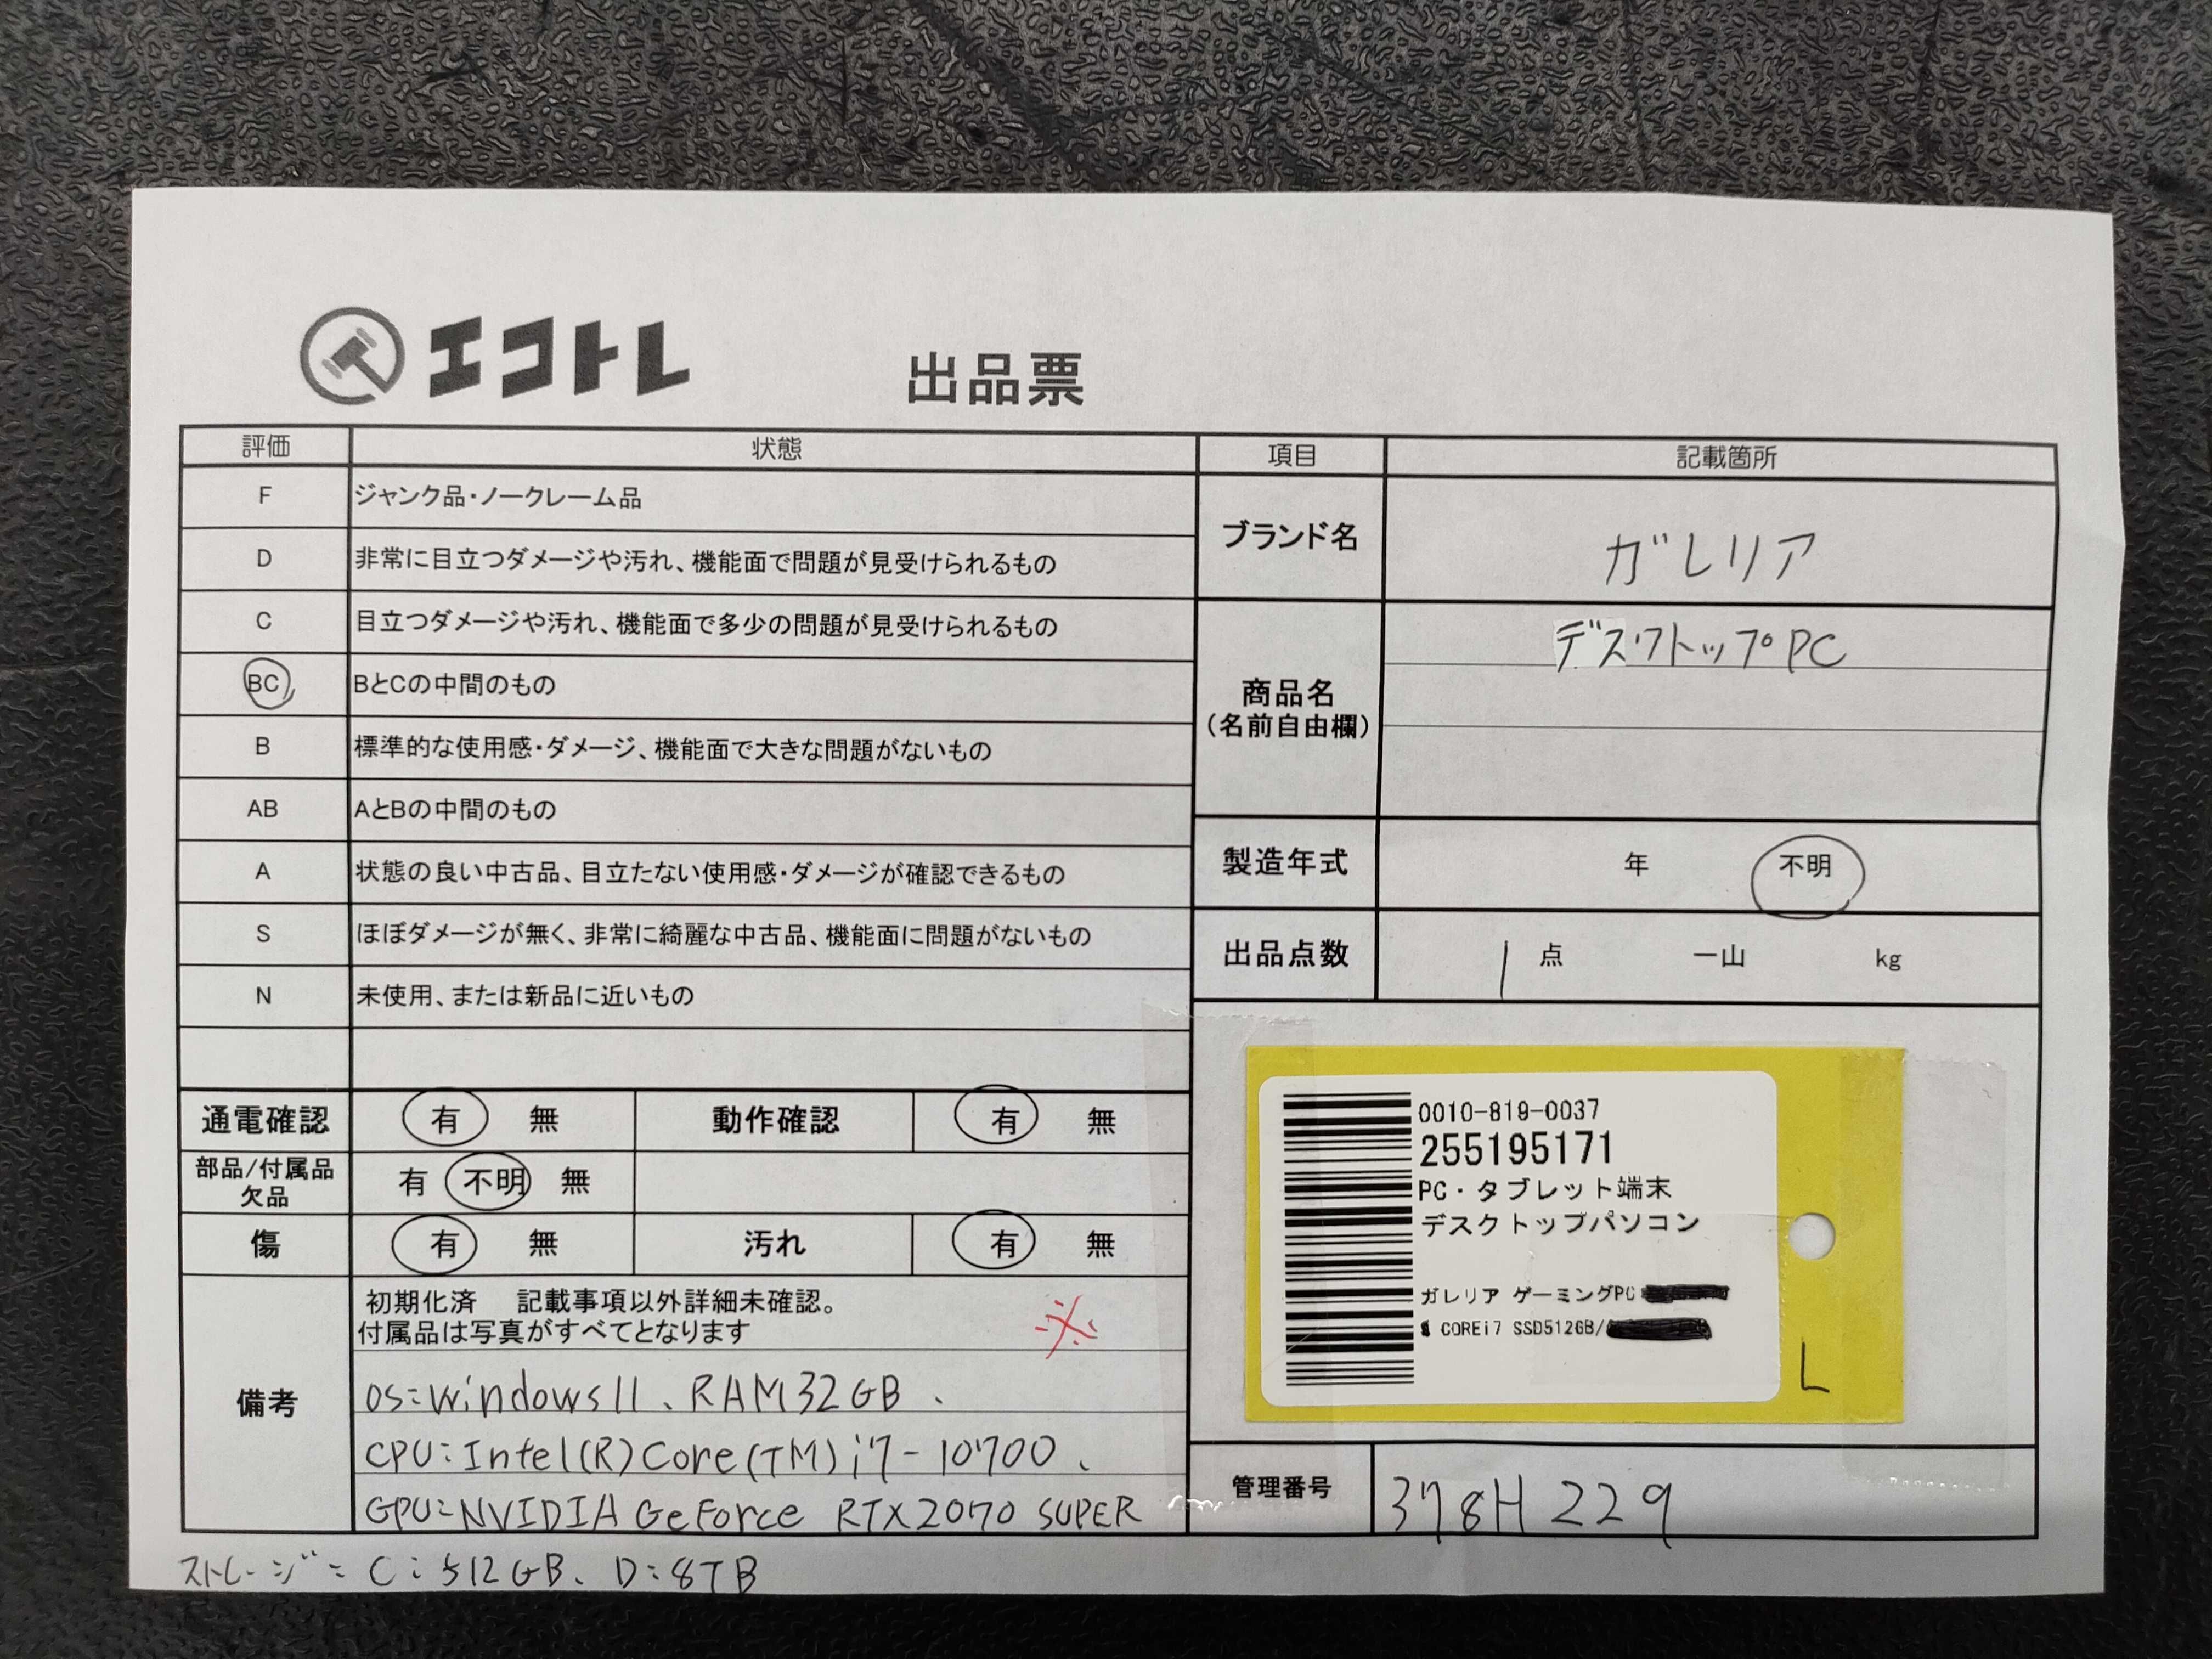 エコトレ
出品票
評価 状態
F ジャンク品・ノークレーム品
D 非常に目立つダメージや汚れ、機能面で問題が見受けられるもの
C 目立つダメージや汚れ、機能面で多少の問題が見受けられるもの
BC BとCの中間のもの
B 標準的な使用感・ダメージ、機能面で大きな問題がないもの
AB AとBの中間のもの
A 状態の良い中古品、目立たない使用感・ダメージが確認できるもの
S ほぼダメージが無く、非常に綺麗な中古品、機能面に問題がないもの
N 未使用、または新品に近いもの
通電確認 有 無 動作確認 有 無
部品/付属品
欠品 有 不明 無
傷 有 無 汚れ 有 無
備考
初期化済 記載事項以外詳細未確認。
付属品は写真がすべてとなります
※
OS:windows11、RAM32GB、
CPU:Intel(R)Core(TM)i7-10700、
GPU:NVIDIA GeForce RTX2070 SUPER
ストレージ:C:512GB、D:8TB
項目 記載箇所
ブランド名 ガレリア
商品名
(名前自由欄)
デスクトップPC
製造年式 年 不明
出品点数 1 点 一山 kg
0010-819-0037
255195171
PC・タブレット端末
デスクトップパソコン
ガレリア ゲーミングPC
COREi7 SSD512GB/
L
管理番号 378H 229